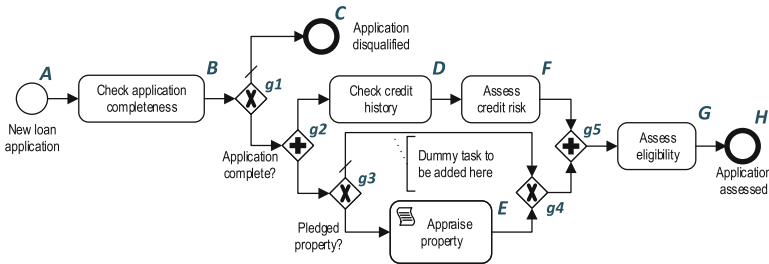 C
Application
disqualified
A
B
g1
D
F
Check application
completeness
Check credit
history
Assess
credit risk
New loan
application
Application
complete?
g2
g3
Dummy task to
be added here
g5
G
H
Assess
eligibility
Application
assessed
g4
Pledged
property?
E
Appraise
property